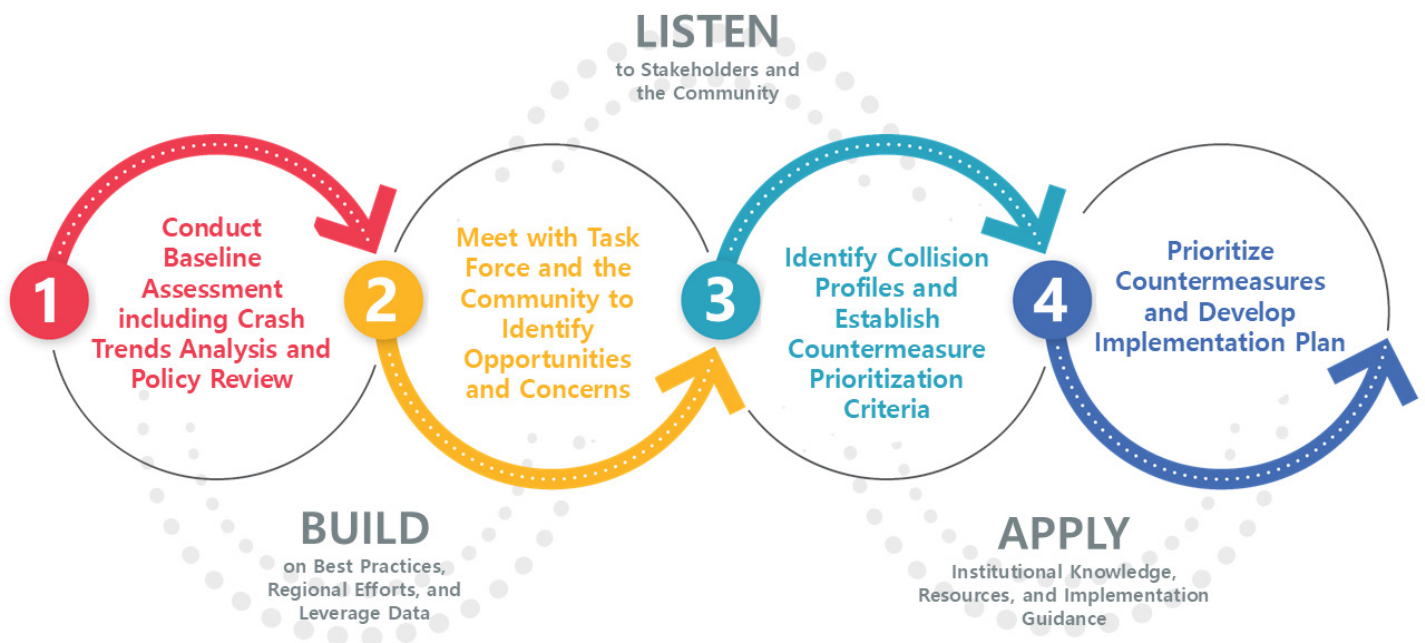 LISTEN
to Stakeholders and
the Community
1
Conduct
Baseline
Assessment
including Crash
Trends Analysis and
Policy Review
2
Meet with Task
Force and the
Community to
Identify
Opportunities
and Concerns
3
Identify Collision
Profiles and
Establish
Countermeasure
Prioritization
Criteria
4
Prioritize
Countermeasures
and Develop
Implementation Plan
BUILD
on Best Practices,
Regional Efforts, and
Leverage Data
APPLY
Institutional Knowledge,
Resources, and Implementation
Guidance